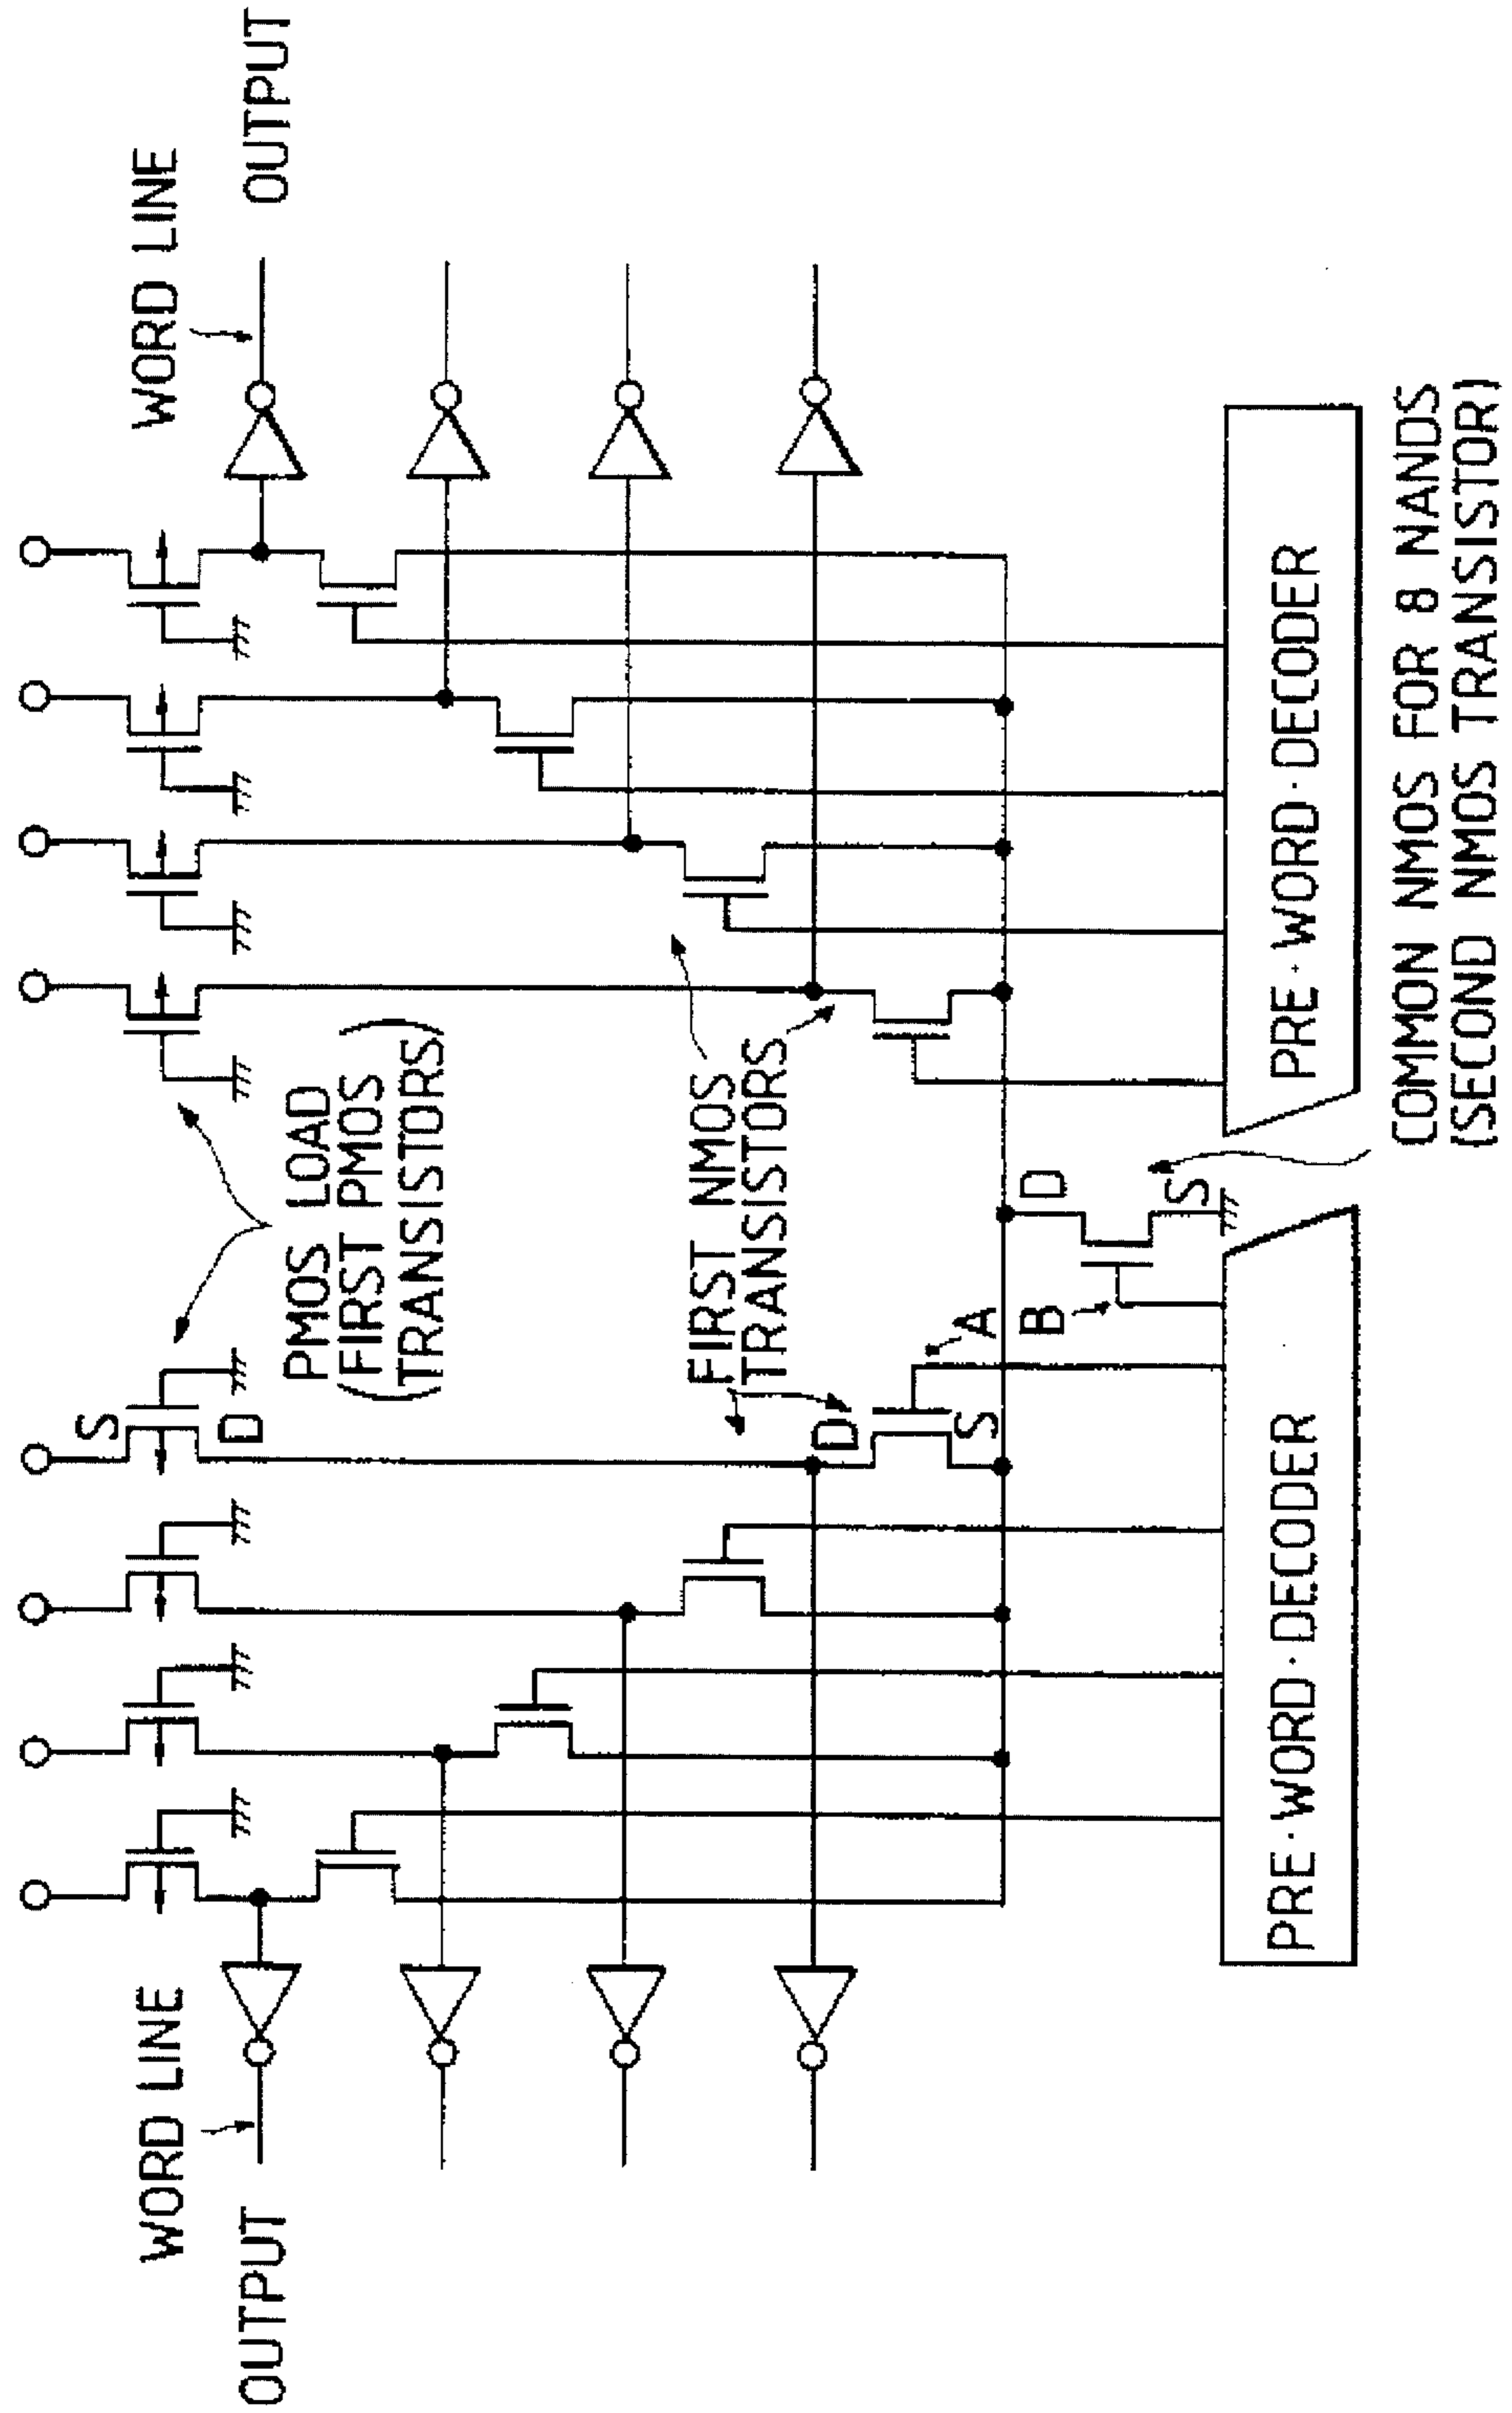 WORD LINE
OUTPUT
WORD LINE
OUTPUT
S
D
PMOS LOAD
(FIRST PMOS
TRANSISTORS)
FIRST NMOS
TRANSISTORS
D
S
A
B
D
S
PRE·WORD·DECODER
PRE·WORD·DECODER
COMMON NMOS FOR 8 NANDS
(SECOND NMOS TRANSISTOR)